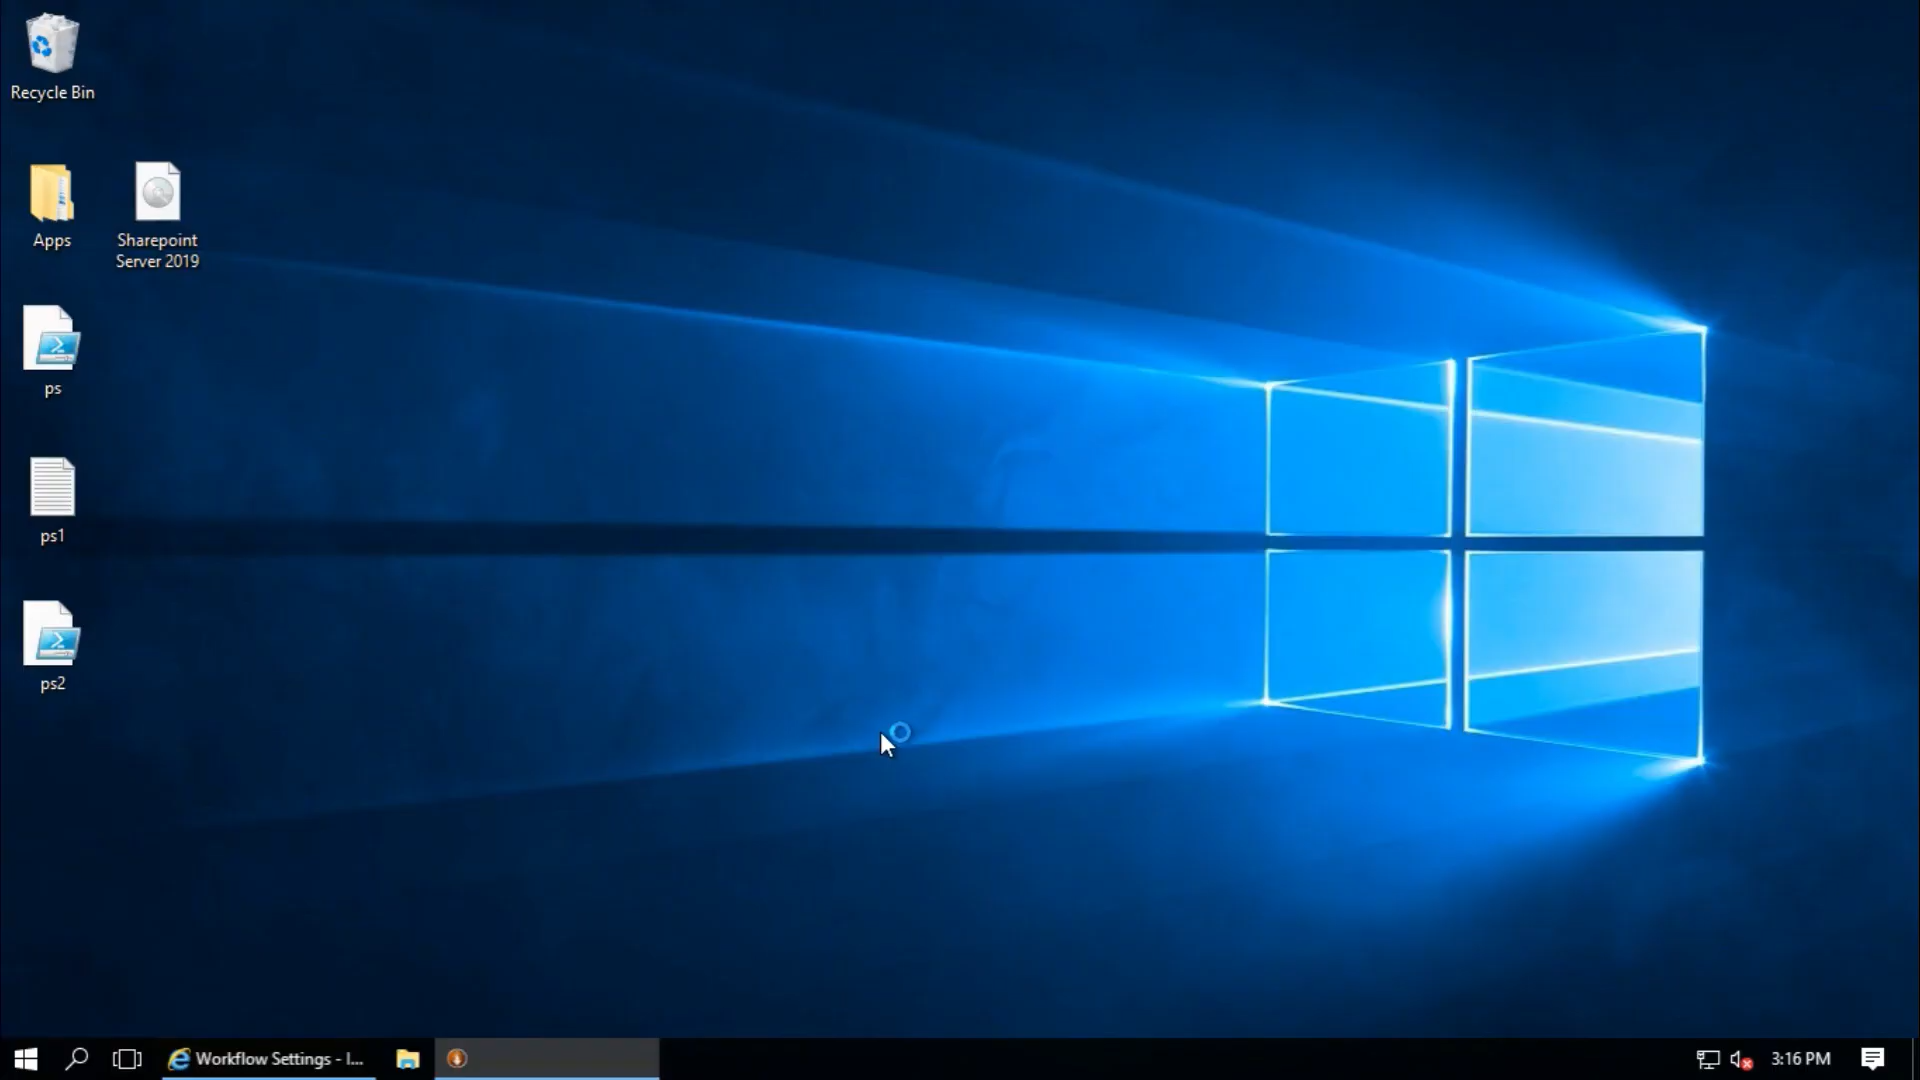 Recycle Bin
Apps
Sharepoint
Server 2019
ps
ps1
ps2
Workflow Settings - I...
3:16 PM